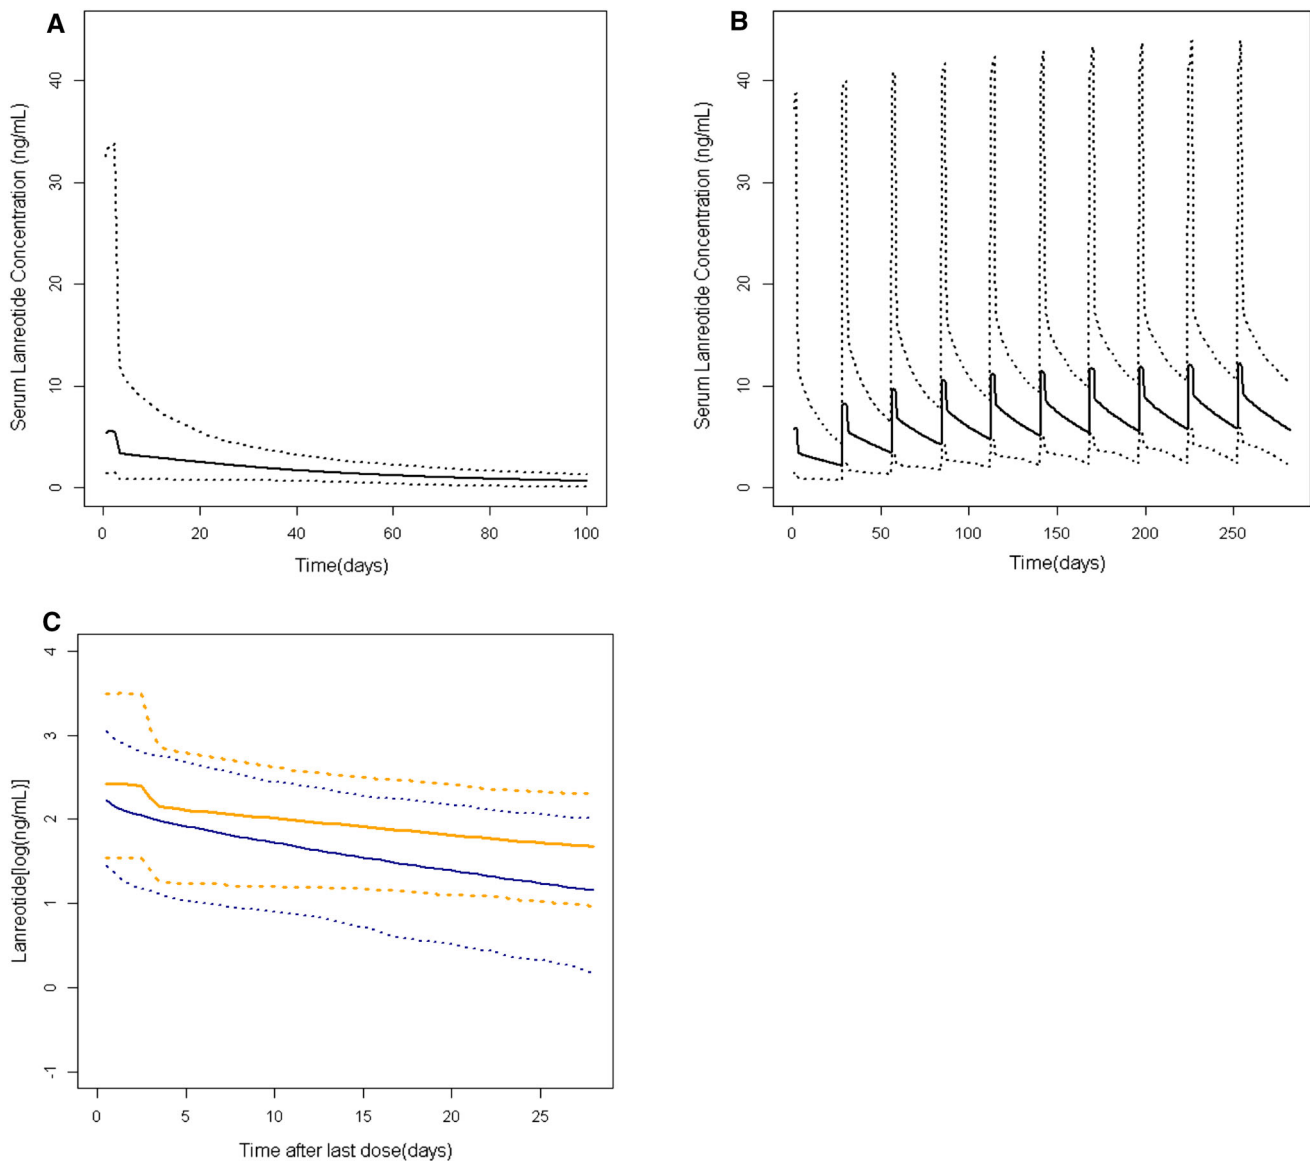 A
Serum Lanreotide Concentration (ng/mL)
40
30
20
10
0
0 20 40 60 80 100
Time(days)
B
Serum Lanreotide Concentration (ng/mL)
40
30
20
10
0
0 50 100 150 200 250
Time(days)
C
Lanreotide[log(ng/mL)]
4
3
2
1
0
-1
0 5 10 15 20 25
Time after last dose(days)